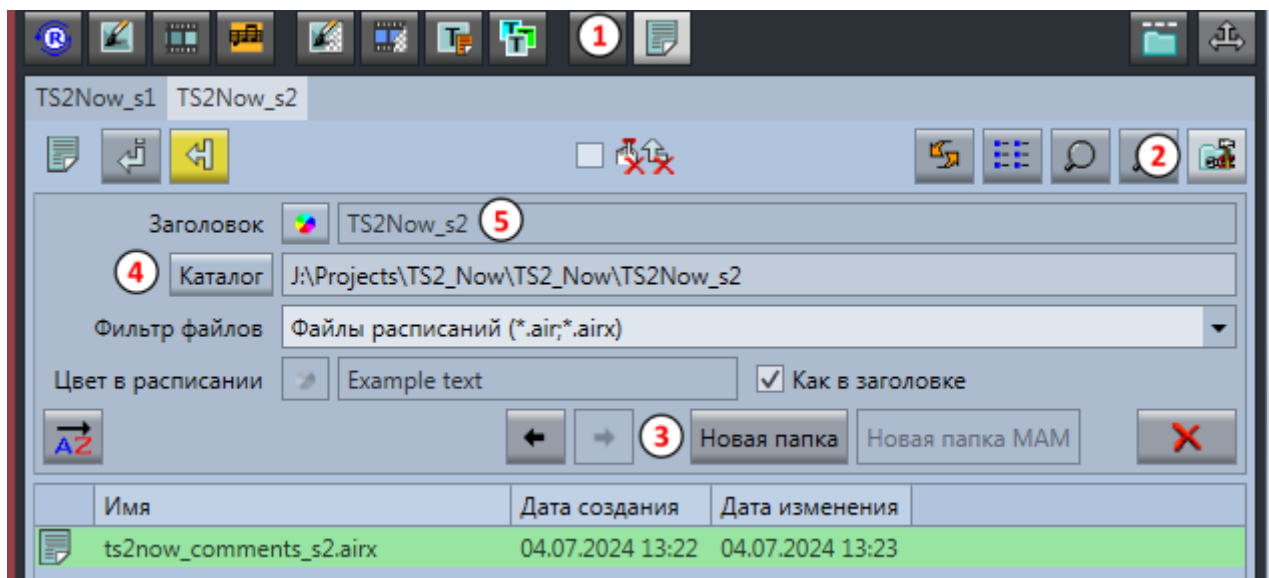 R T T T 1
TS2Now_s1 TS2Now_s2
2 edit
Заголовок TS2Now_s2 5
4 Каталог J:\Projects\TS2_Now\TS2_Now\TS2Now_s2
Фильтр файлов Файлы расписаний (*.air;*.airx)
Цвет в расписании Example text Как в заголовке
AZ 3 Новая папка Новая папка MAM
Имя Дата создания Дата изменения
ts2now_comments_s2.airx 04.07.2024 13:22 04.07.2024 13:23